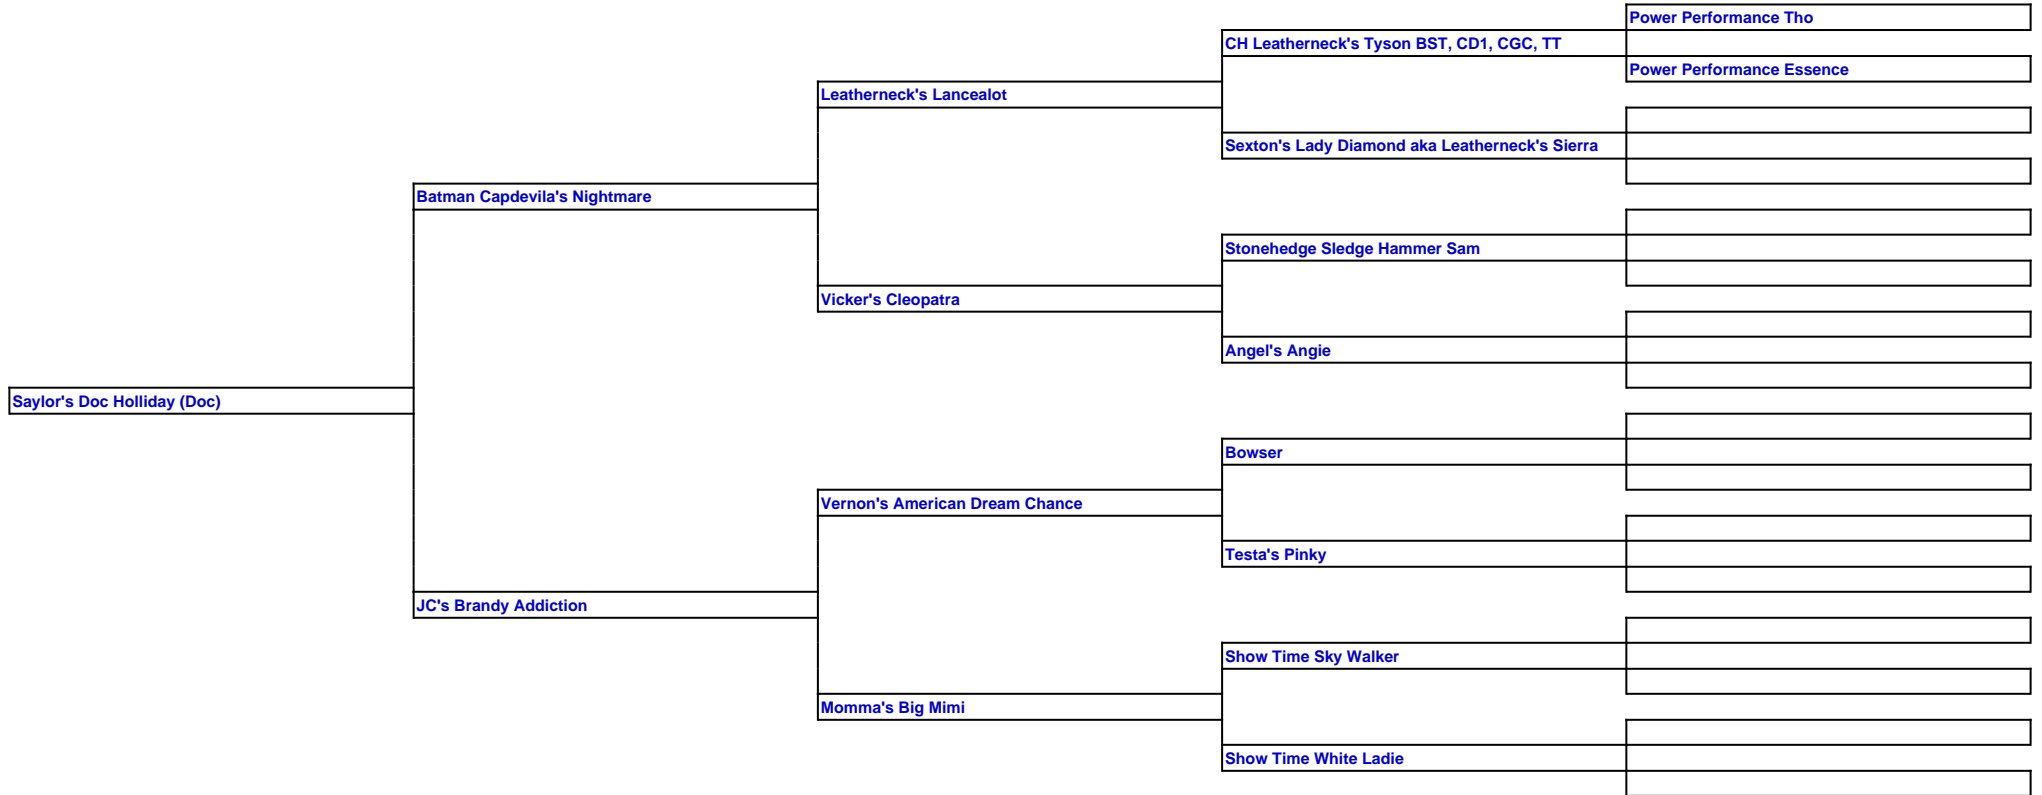 Power Performance Tho
CH Leatherneck's Tyson BST, CD1, CGC, TT
Power Performance Essence
Leatherneck's Lancealot
Sexton's Lady Diamond aka Leatherneck's Sierra
Batman Capdevila's Nightmare
Stonehedge Sledge Hammer Sam
Vicker's Cleopatra
Angel's Angie
Saylor's Doc Holliday (Doc)
Bowser
Vernon's American Dream Chance
Testa's Pinky
JC's Brandy Addiction
Show Time Sky Walker
Momma's Big Mimi
Show Time White Ladie